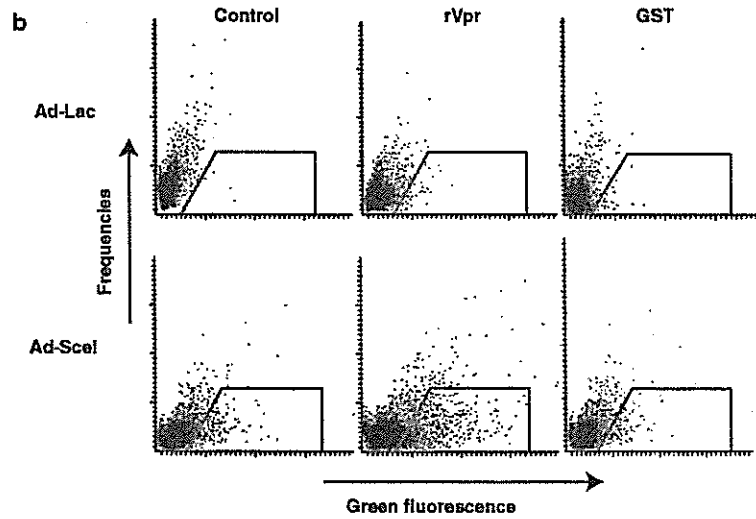 b
Control
rVpr
GST
Ad-Lac
Frequencies
Ad-SceI
Green fluorescence